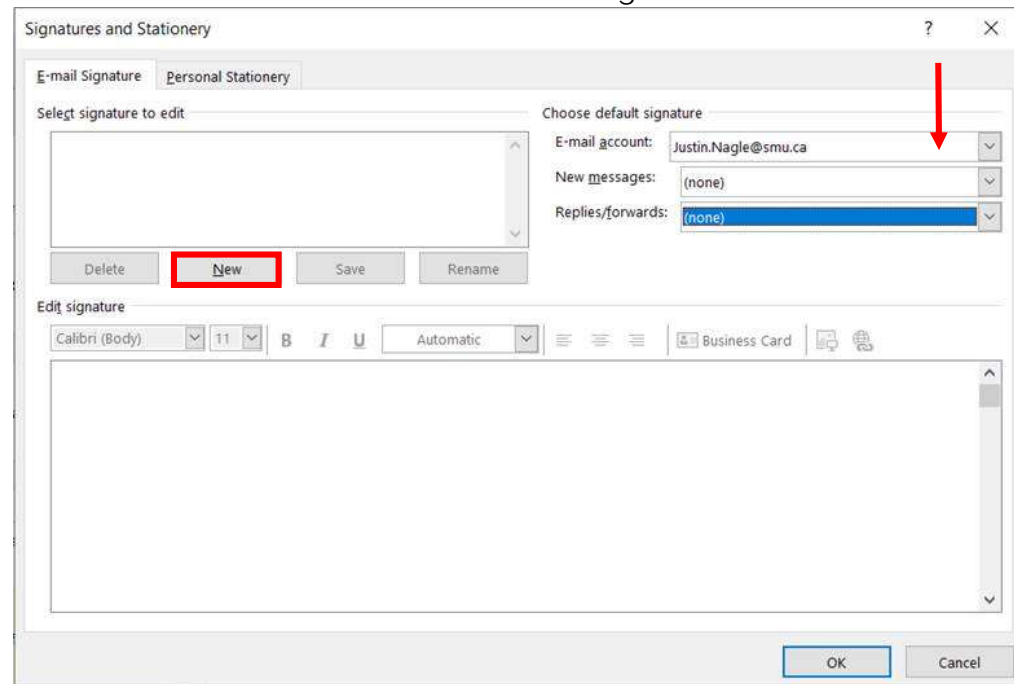 Signatures and Stationery ?
E-mail Signature Personal Stationery
Select signature to edit Choose default signature
E-mail account: Justin.Nagle@smu.ca
New messages: (none)
Replies/forwards: (none)
Delete New Save Rename
Edit signature
Calibri (Body) 11 B I U Automatic Business Card
OK Cancel